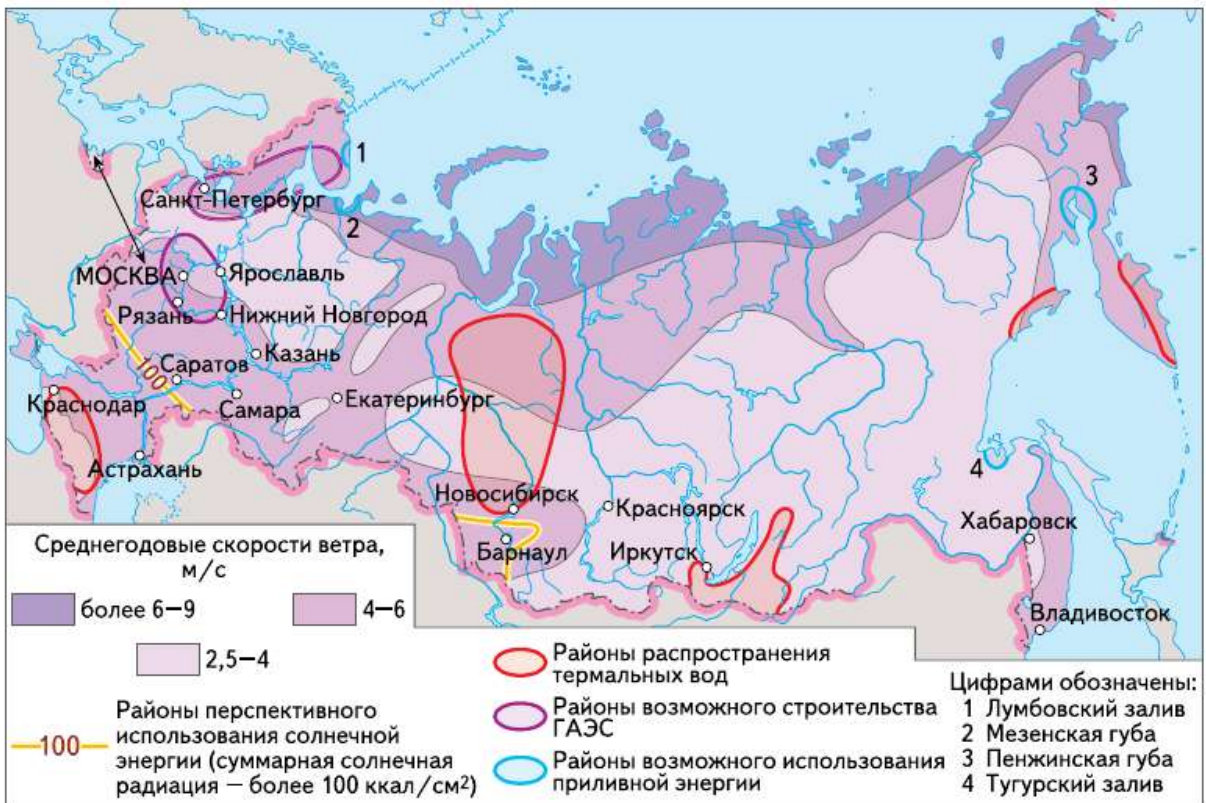 1
Санкт-Петербург
2
3
МОСКВА
Ярославль
Рязань
Нижний Новгород
Казань
100
Саратов
Краснодар
Самара
Екатеринбург
Астрахань
4
Новосибирск
Красноярск
Барнаул
Иркутск
Хабаровск
Владивосток
Среднегодовые скорости ветра,
м/с
более 6–9
4–6
2,5–4
100
Районы перспективного
использования солнечной
энергии (суммарная солнечная
радиация – более 100 ккал/см²)
Районы распространения
термальных вод
Районы возможного строительства
ГАЭС
Районы возможного использования
приливной энергии
Цифрами обозначены:
1 Лумбовский залив
2 Мезенская губа
3 Пенжинская губа
4 Тугурский залив